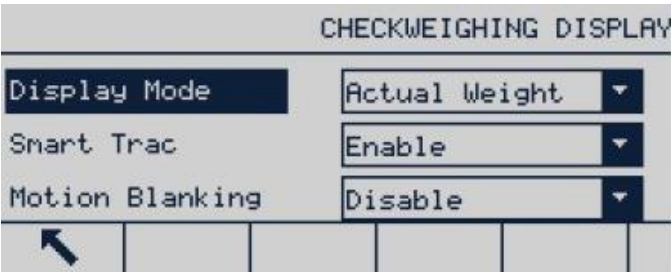 CHECKWEIGHING DISPLAY
Display Mode Actual Weight
Smart Trac Enable
Motion Blanking Disable